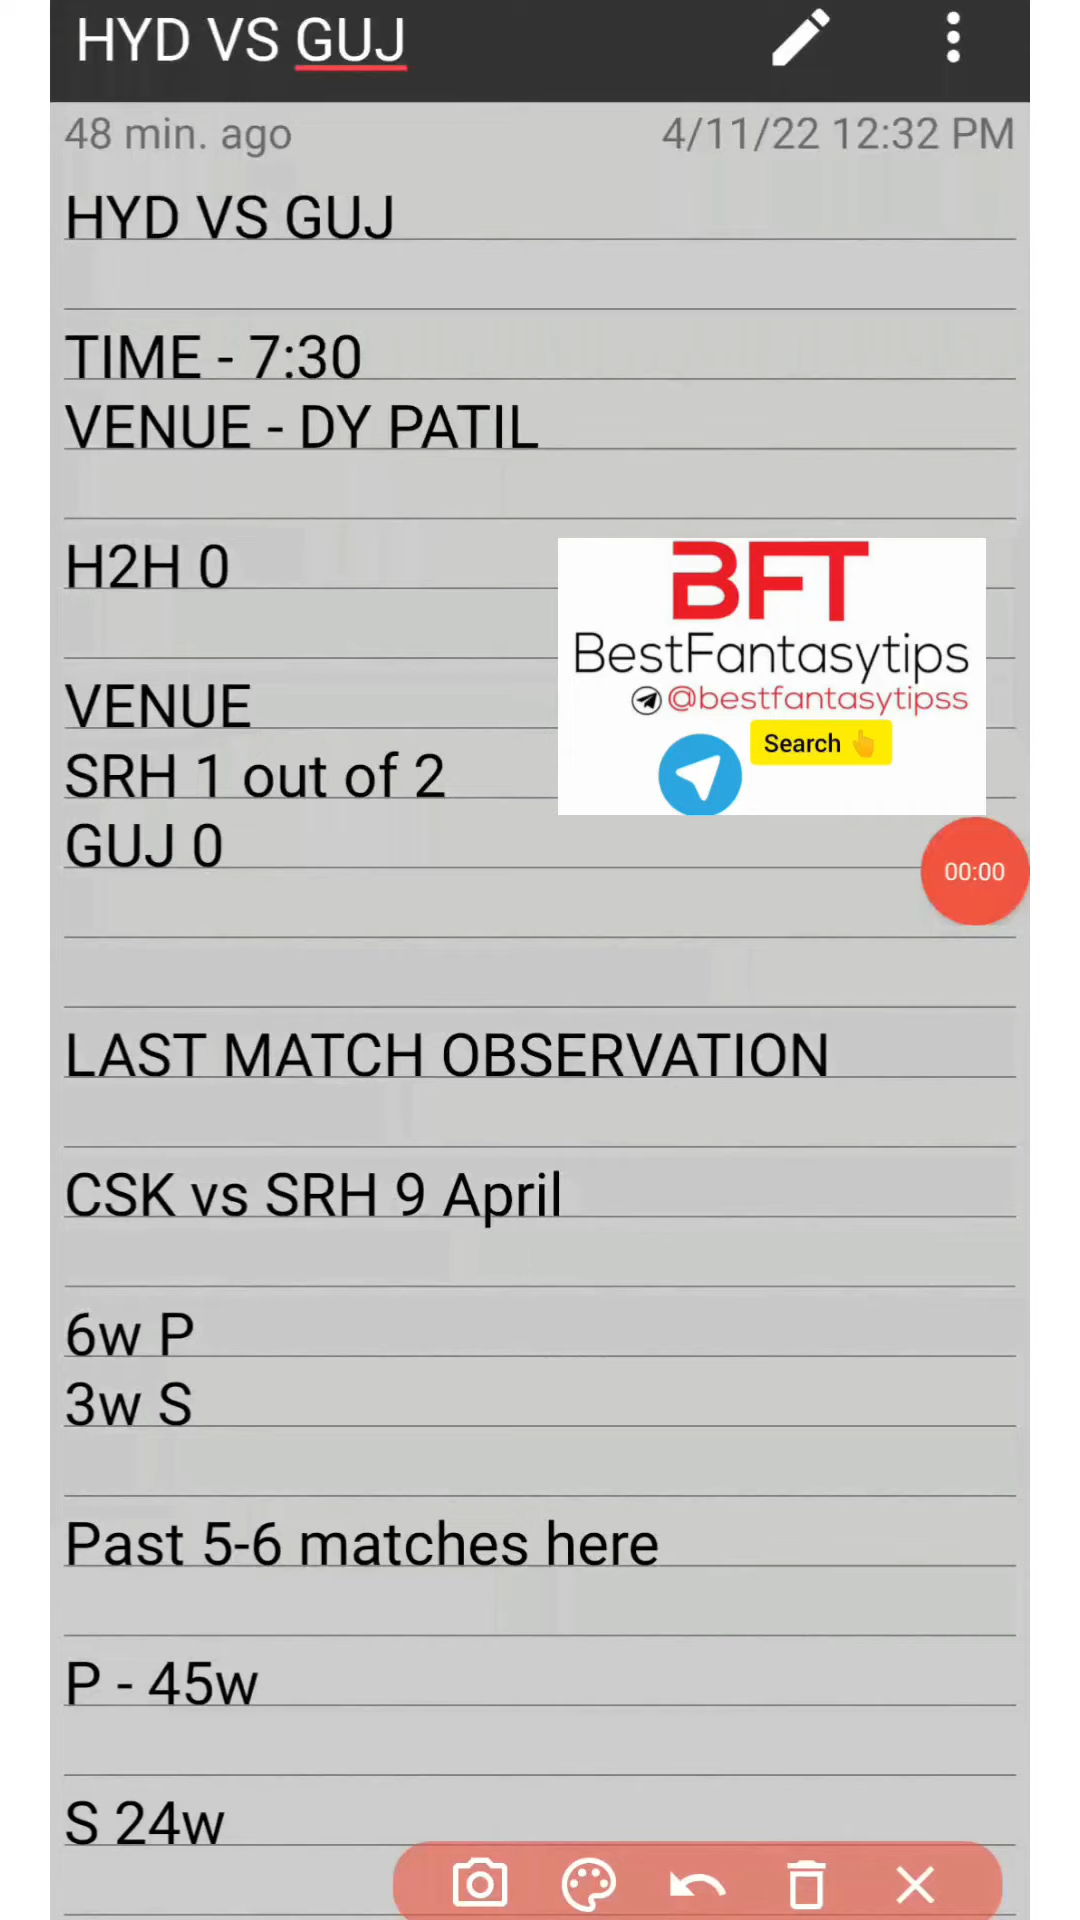 HYD VS GUJ
48 min. ago 4/11/22 12:32 PM
HYD VS GUJ
TIME - 7:30
VENUE - DY PATIL
H2H 0
BFT
BestFantasytips
@bestfantasytipss
Search 👆
VENUE
SRH 1 out of 2
GUJ 0
00:00
LAST MATCH OBSERVATION
CSK vs SRH 9 April
6w P
3w S
Past 5-6 matches here
P - 45w
S 24w